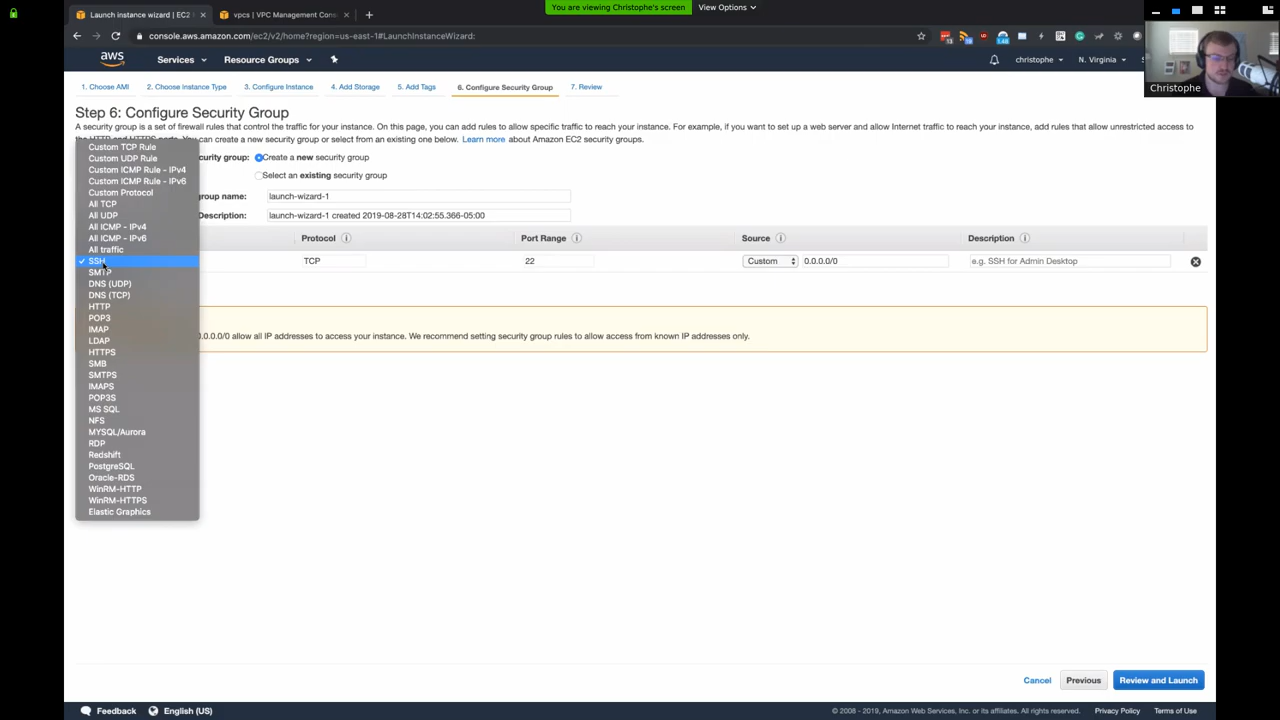 You are viewing Christophe's screen
View Options
Launch instance wizard | EC2
vpcs | VPC Management Cons
console.aws.amazon.com/ec2/v2/home?region=us-east-1#LaunchInstanceWizard:
aws
Services
Resource Groups
christophe
N. Virginia
Christophe
1. Choose AMI
2. Choose Instance Type
3. Configure Instance
4. Add Storage
5. Add Tags
6. Configure Security Group
7. Review
Step 6: Configure Security Group
A security group is a set of firewall rules that control the traffic for your instance. On this page, you can add rules to allow specific traffic to reach your instance. For example, if you want to set up a web server and allow Internet traffic to reach your instance, add rules that allow unrestricted access to
the HTTP and HTTPS ports. You can create a new security group or select from an existing one below. Learn more about Amazon EC2 security groups.
curity group:
Create a new security group
Select an existing security group
group name:
launch-wizard-1
Description:
launch-wizard-1 created 2019-08-28T14:02:55.366-05:00
Protocol
Port Range
Source
Description
TCP
22
Custom
0.0.0.0/0
e.g. SSH for Admin Desktop
0.0.0.0/0 allow all IP addresses to access your instance. We recommend setting security group rules to allow access from known IP addresses only.
Custom TCP Rule
Custom UDP Rule
Custom ICMP Rule - IPv4
Custom ICMP Rule - IPv6
Custom Protocol
All TCP
All UDP
All ICMP - IPv4
All ICMP - IPv6
All traffic
SSH
SMTP
DNS (UDP)
DNS (TCP)
HTTP
POP3
IMAP
LDAP
HTTPS
SMB
SMTPS
IMAPS
POP3S
MS SQL
NFS
MYSQL/Aurora
RDP
Redshift
PostgreSQL
Oracle-RDS
WinRM-HTTP
WinRM-HTTPS
Elastic Graphics
Cancel
Previous
Review and Launch
Feedback
English (US)
© 2008 - 2019, Amazon Web Services, Inc. or its affiliates. All rights reserved.
Privacy Policy
Terms of Use